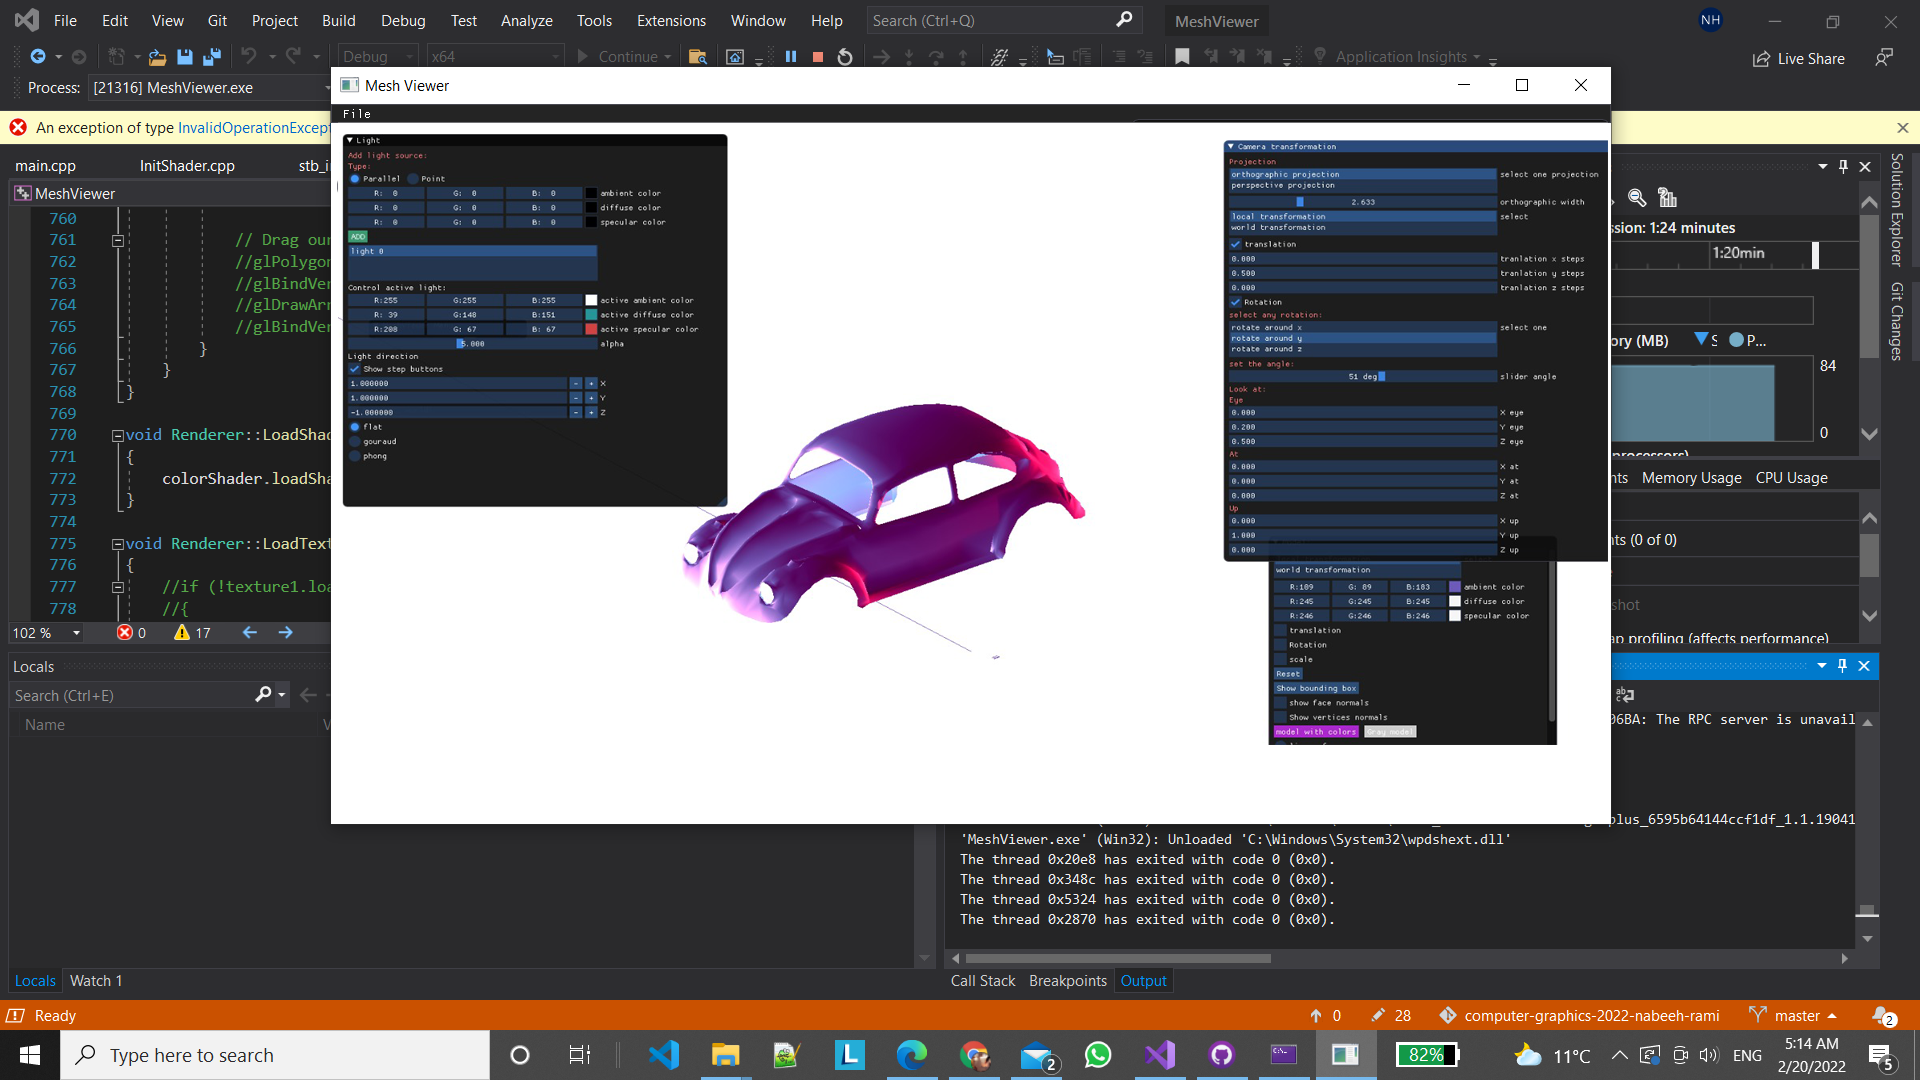 File Edit View Git Project Build Debug Test Analyze Tools Extensions Window Help Search (Ctrl+Q) MeshViewer NH
Debug x64 Continue Application Insights Live Share
Process: [21316] MeshViewer.exe
An exception of type InvalidOperationExcept
main.cpp InitShader.cpp
MeshViewer
760
761 // Drag our
762 //glPolygon
763 //glBindVer
764 //glDrawArr
765 //glBindVer
766 }
767 }
768 }
769
770 void Renderer::LoadSha
771 {
772 colorShader.loadSha
773 }
774
775 void Renderer::LoadText
776 {
777 //if (!texture1.loa
778 //{
102 % 0 17
Locals
Search (Ctrl+E)
Name
Locals Watch 1
Mesh Viewer
File
Light
Add light source:
Type:
Parallel Point
R: 0 G: 0 B: 0 ambient color
R: 0 G: 0 B: 0 diffuse color
R: 0 G: 0 B: 0 specular color
ADD
light 0
Control active light:
R:255 G:255 B:255 active ambient color
R: 39 G:148 B:151 active diffuse color
R:208 G: 67 B: 67 active specular color
5.000 alpha
Light direction
Show step buttons
1.000000 - + X
1.000000 - + Y
-1.000000 - + Z
flat
gouraud
phong
Camera transformation
Projection
orthographic projection select one projection
perspective projection
2.633 orthographic width
local transformation select
world transformation
translation
0.000 tranlation x steps
0.500 tranlation y steps
0.000 tranlation z steps
Rotation
select any rotation:
rotate around x select one
rotate around y
rotate around z
set the angle:
51 deg slider angle
Look at:
Eye
0.000 X eye
0.200 Y eye
0.500 Z eye
At
0.000 X at
0.000 Y at
0.000 Z at
Up
0.000 X up
1.000 Y up
0.000 Z up
world transformation
R:109 G: 89 B:183 ambient color
R:245 G:245 B:245 diffuse color
R:246 G:246 B:246 specular color
translation
Rotation
scale
Reset
Show bounding box
show face normals
Show vertices normals
model with colors Gray model
ssion: 1:24 minutes
1:20min
ory (MB) S P...
84
0
nts Memory Usage CPU Usage
nts (0 of 0)
shot
ap profiling (affects performance)
Solution Explorer
Git Changes
06BA: The RPC server is unavail
plus_6595b64144ccf1df_1.1.19041
'MeshViewer.exe' (Win32): Unloaded 'C:\Windows\System32\wpdshext.dll'
The thread 0x20e8 has exited with code 0 (0x0).
The thread 0x348c has exited with code 0 (0x0).
The thread 0x5324 has exited with code 0 (0x0).
The thread 0x2870 has exited with code 0 (0x0).
Call Stack Breakpoints Output
Ready 0 28 computer-graphics-2022-nabeeh-rami master 2
Type here to search 2 82% 11°C ENG 5:14 AM
2/20/2022 5